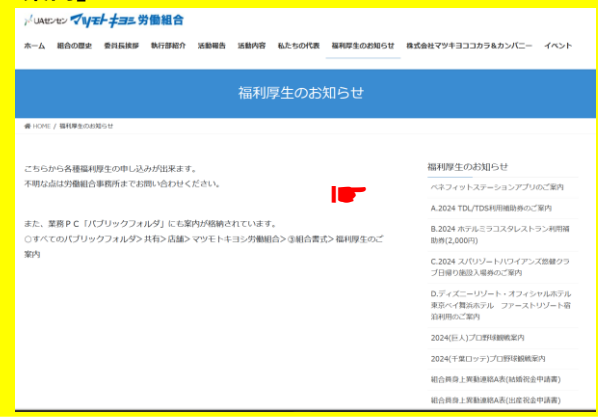 UAゼンセン マツモトキヨシ労働組合
ホーム 組合の歴史 委員長挨拶 執行部紹介 活動報告 活動内容 私たちの代表 福利厚生のお知らせ 株式会社マツキヨココカラ&カンパニー イベント
福利厚生のお知らせ
HOME / 福利厚生のお知らせ
こちらから各種福利厚生の申し込みが出来ます。
不明な点は労働組合事務所までお問い合わせください。
また、業務PC「パブリックフォルダ」にも案内が格納されています。
○すべてのパブリックフォルダ>共有>店舗>マツモトキヨシ労働組合>③組合書式>福利厚生のご
案内
福利厚生のお知らせ
ベネフィットステーションアプリのご案内
A.2024 TDL/TDS利用補助券のご案内
B.2024 ホテルミラコスタレストラン利用補
助券(2,000円)
C.2024 スパリゾートハワイアンズ悠健クラ
ブ日帰り施設入場券のご案内
D.ディズニーリゾート・オフィシャルホテル
東京ベイ舞浜ホテル ファーストリゾート宿
泊利用のご案内
2024(巨人)プロ野球観戦案内
2024(千葉ロッテ)プロ野球観戦案内
組合員身上異動連絡A表(結婚祝金申請書)
組合員身上異動連絡A表(出産祝金申請書)